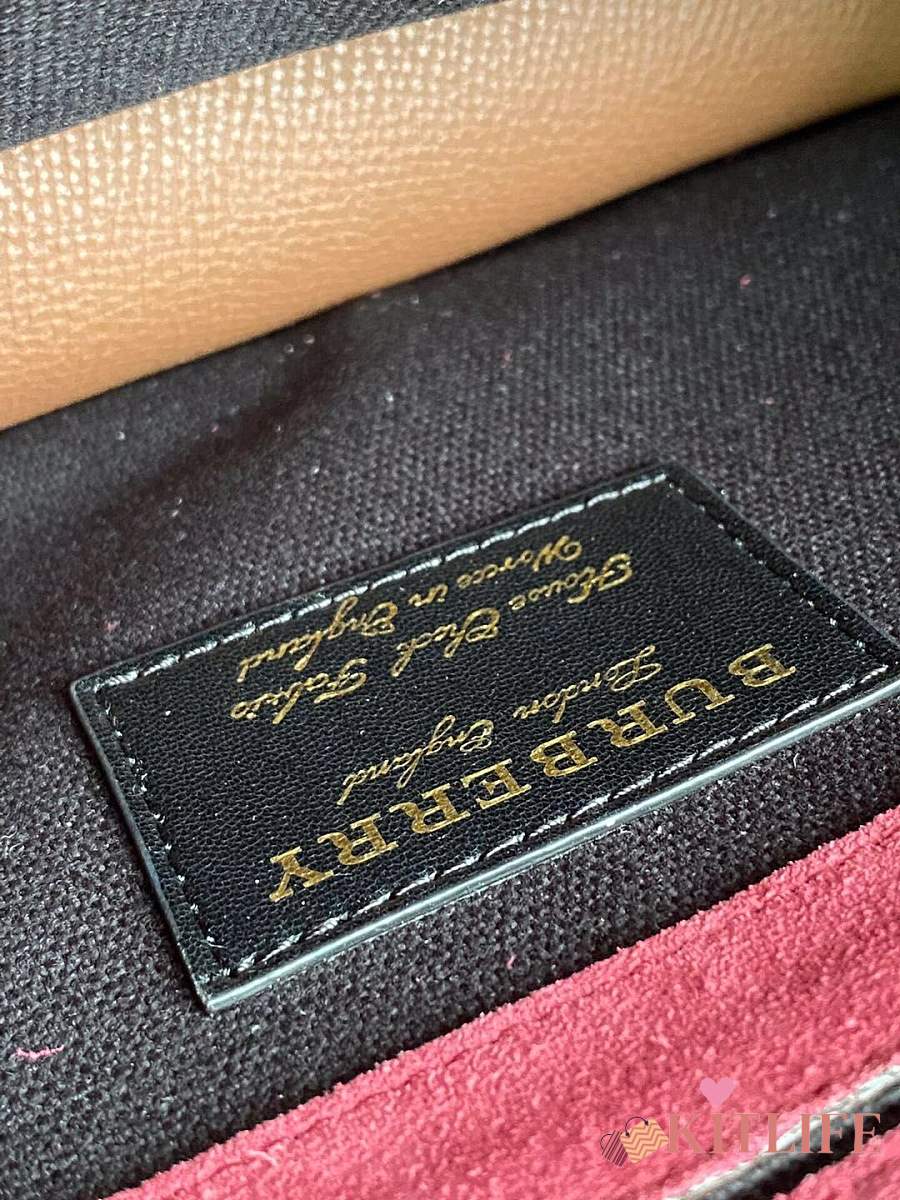 BURBERRY
London England
House Check Fabric
Woven in England
KITLIFE